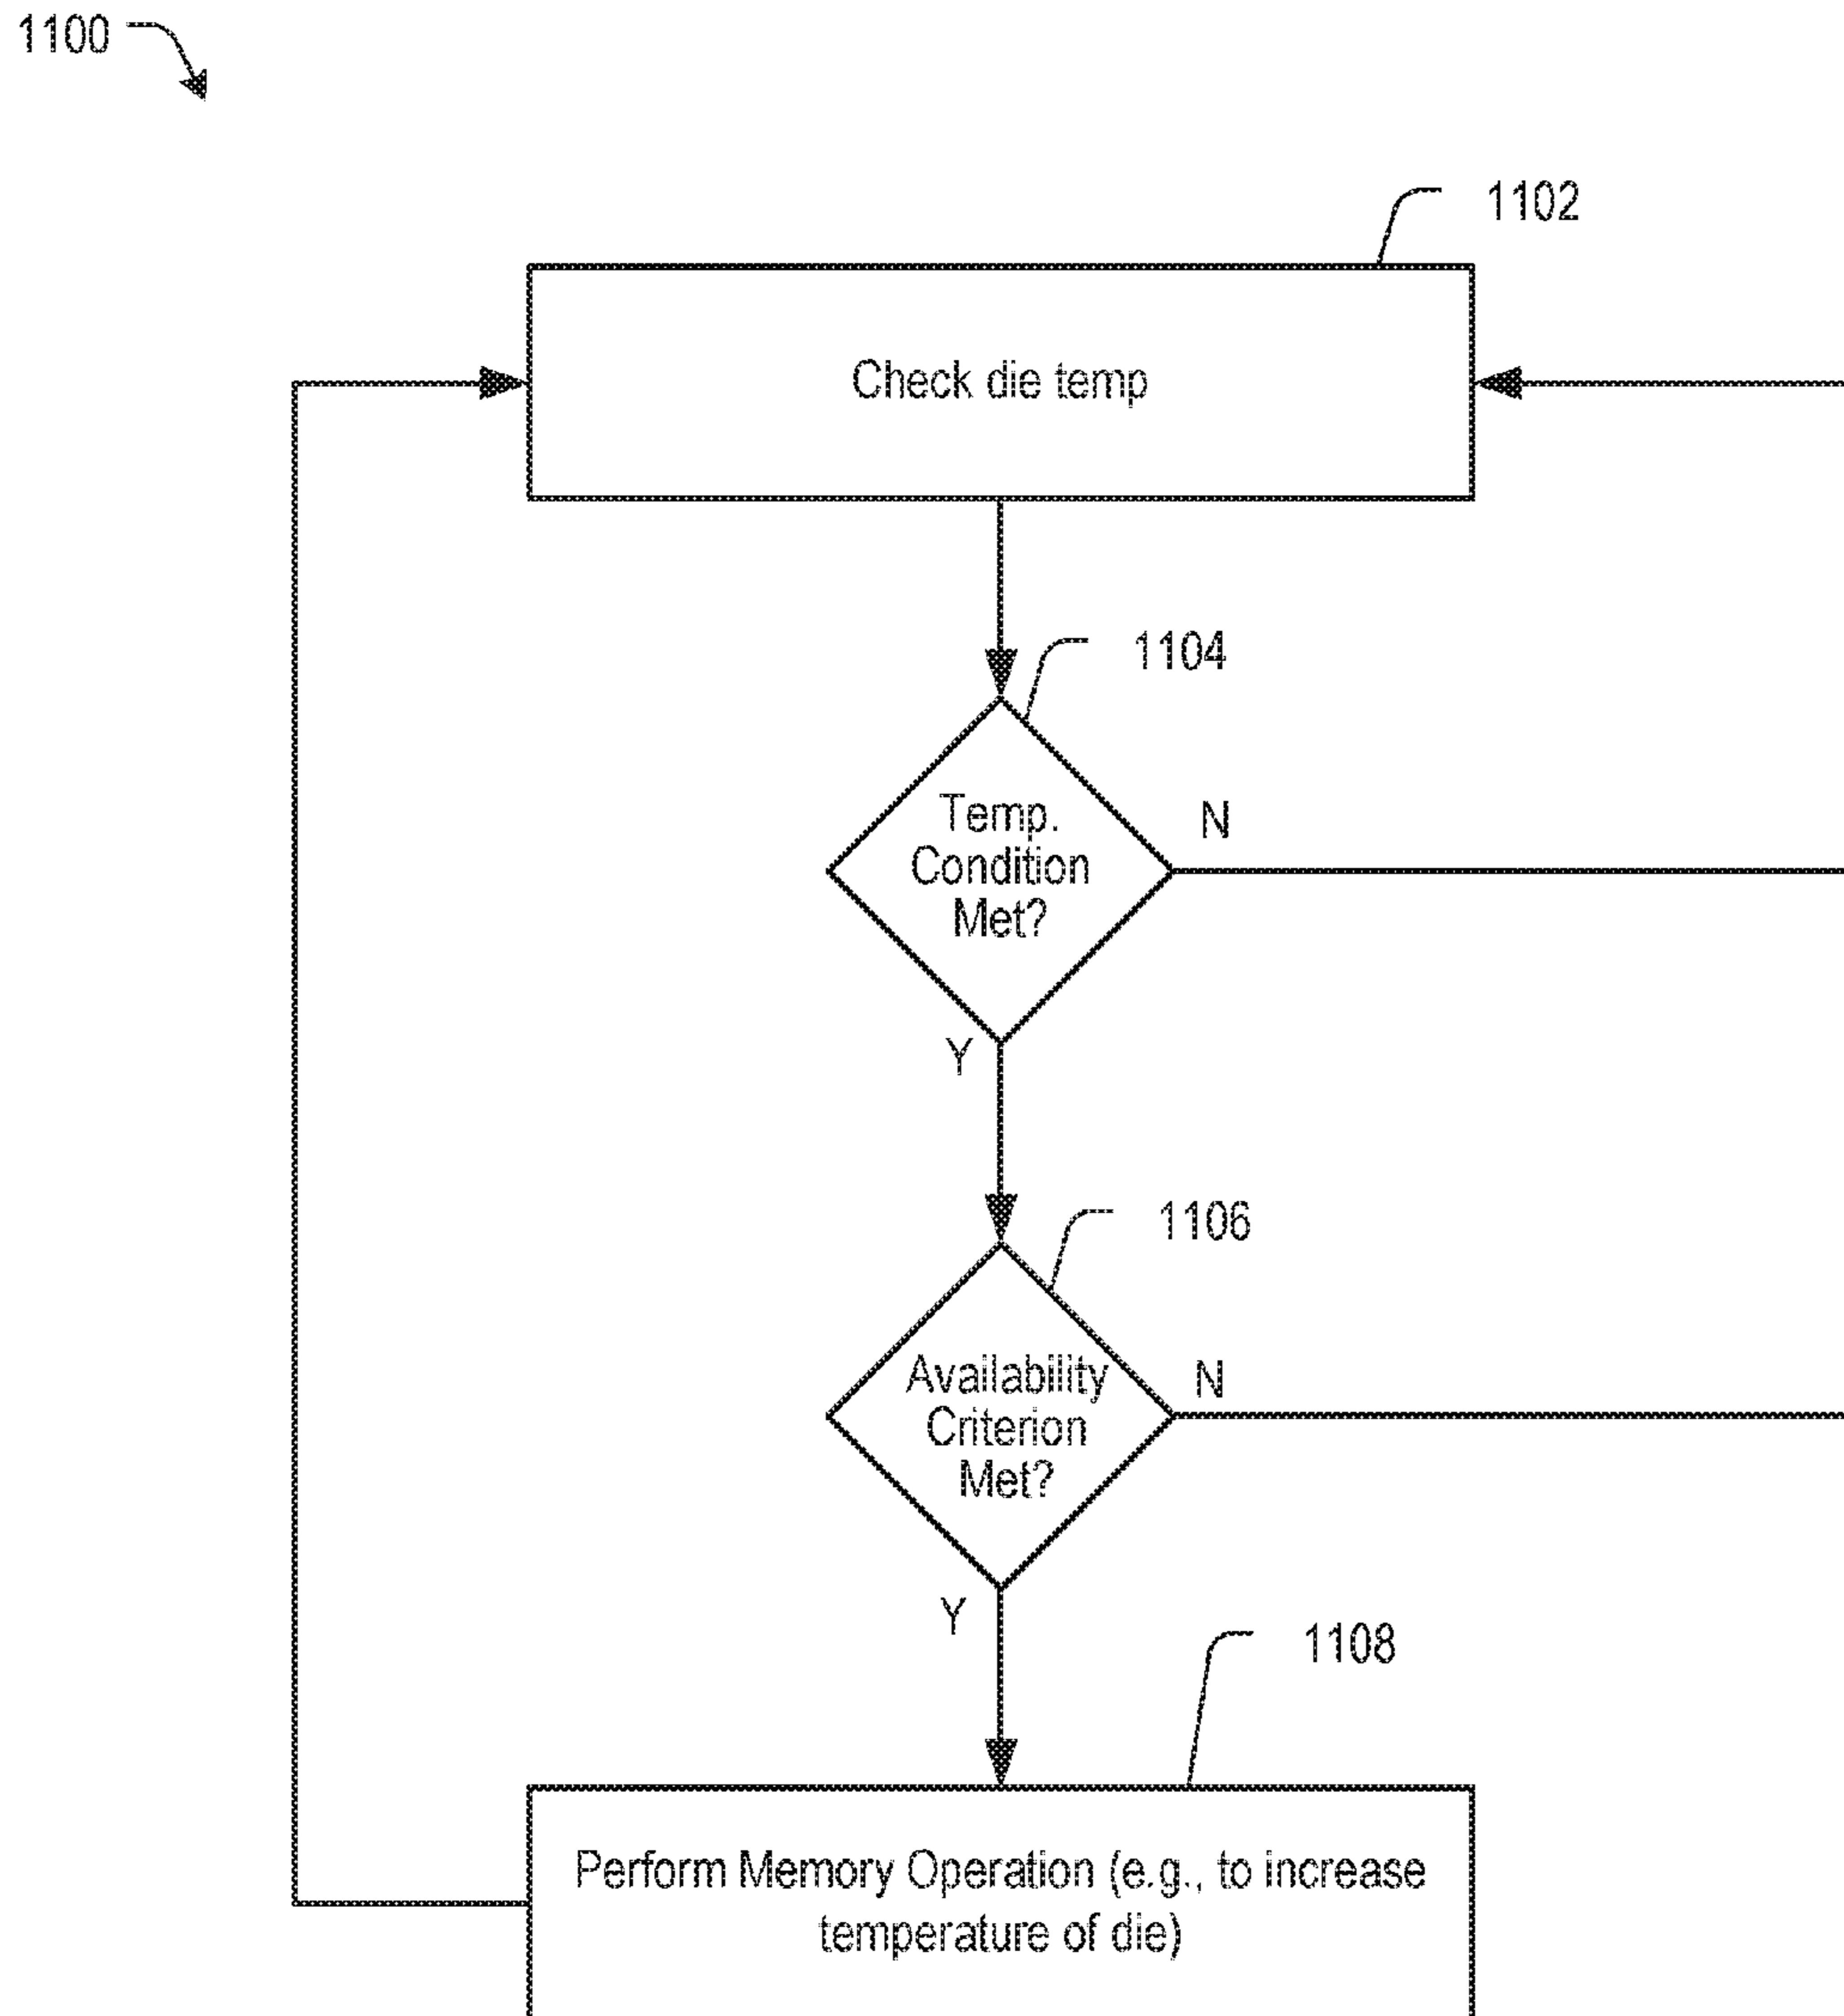 1100
1102
Check die temp
1104
Temp.
Condition
Met?
N
Y
1106
Availability
Criterion
Met?
N
Y
1108
Perform Memory Operation (e.g., to increase
temperature of die)